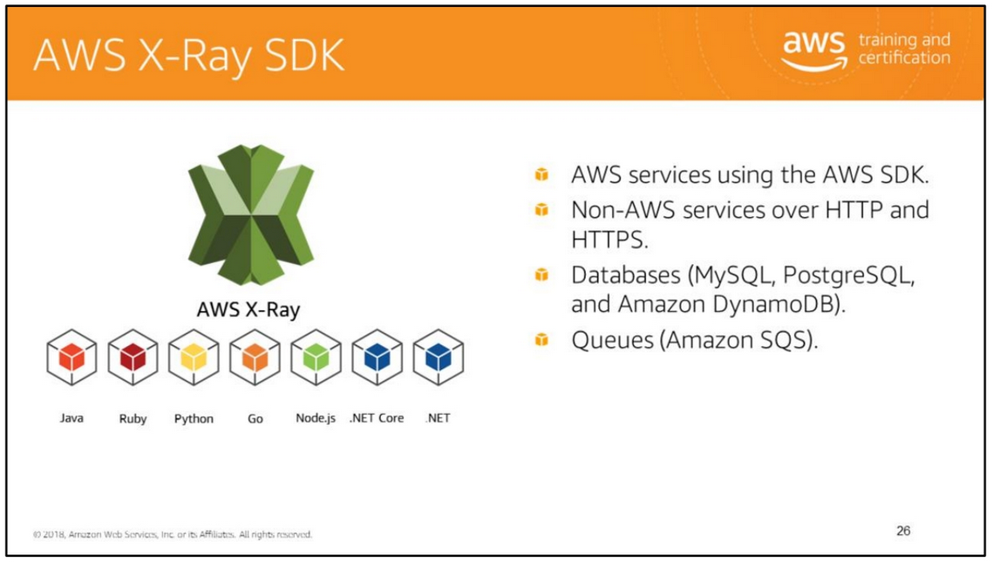 AWS X-Ray SDK
aws training and
certification
AWS X-Ray
Java Ruby Python Go Node.js .NET Core .NET
AWS services using the AWS SDK.
Non-AWS services over HTTP and
HTTPS.
Databases (MySQL, PostgreSQL,
and Amazon DynamoDB).
Queues (Amazon SQS).
© 2018, Amazon Web Services, Inc. or its Affiliates. All rights reserved.
26